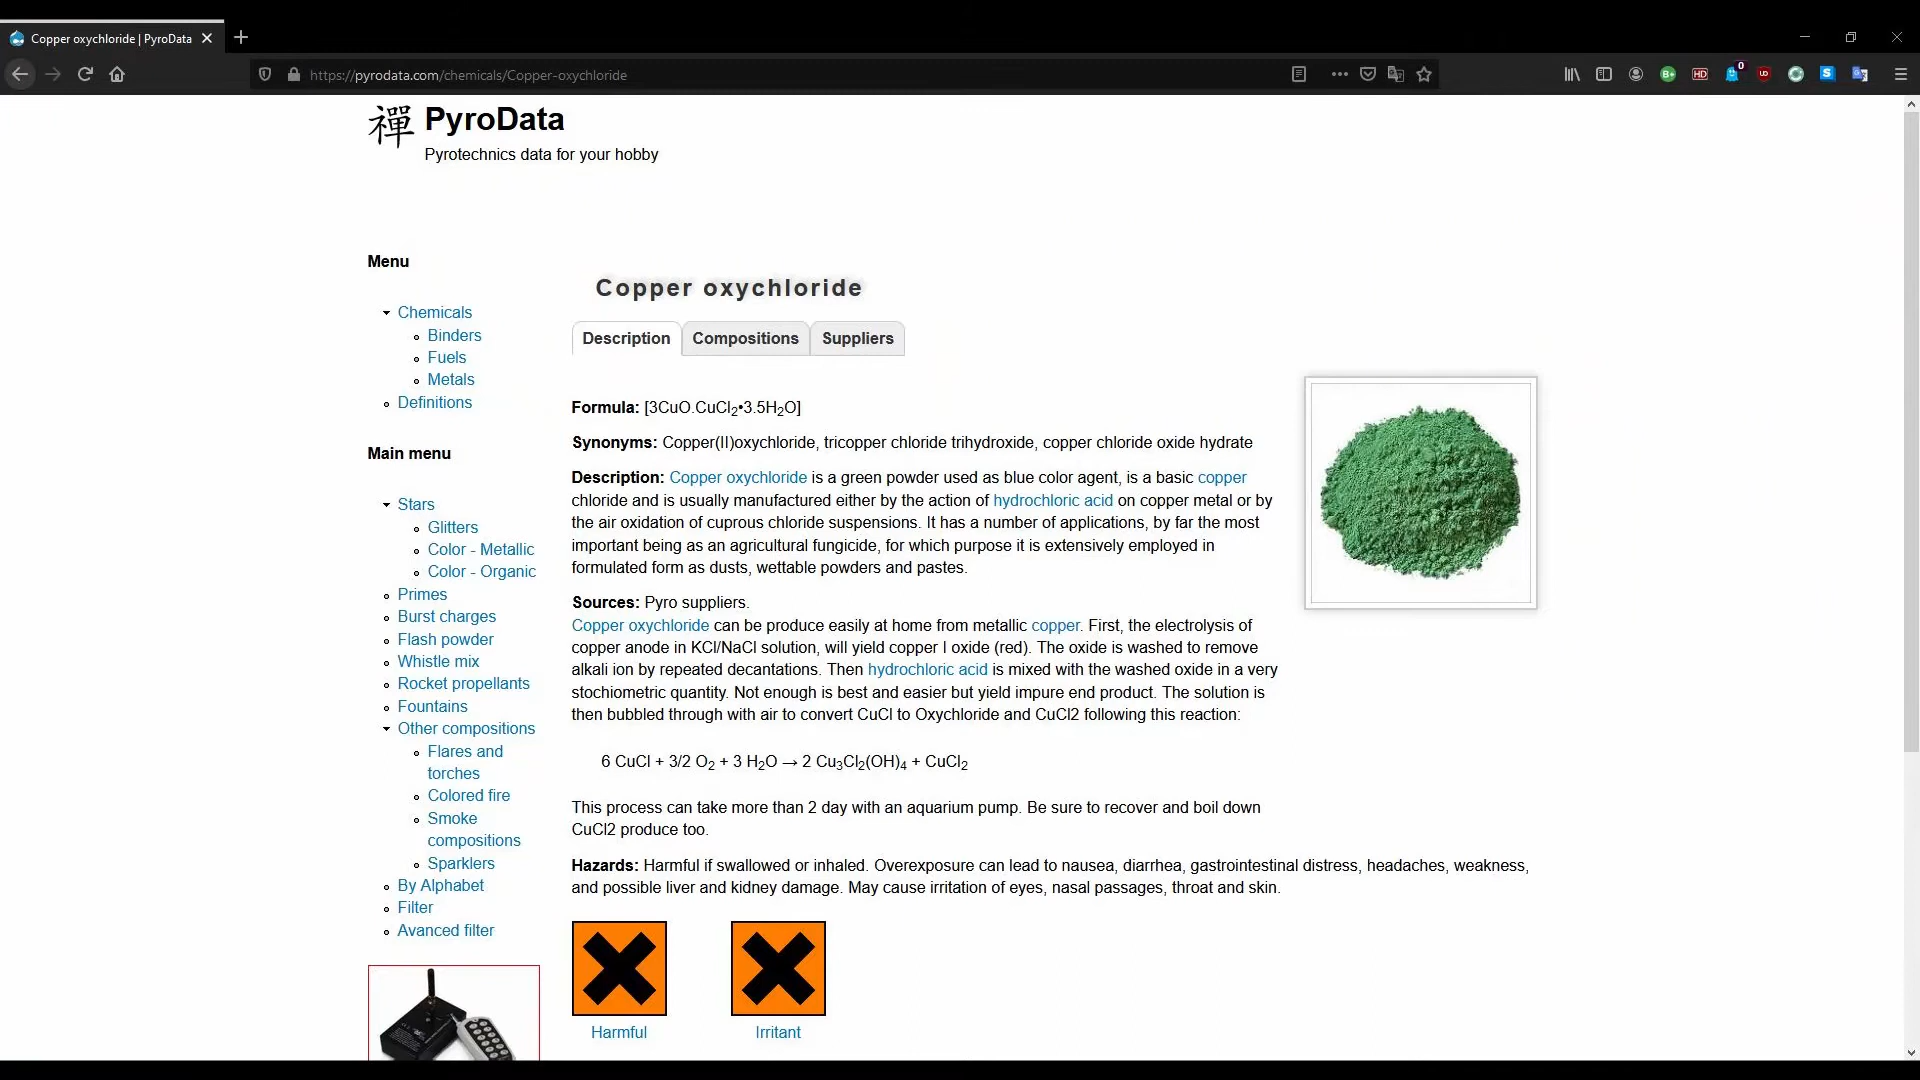 Copper oxychloride | PyroData
https://pyrodata.com/chemicals/Copper-oxychloride
禪 PyroData
Pyrotechnics data for your hobby
Menu
Chemicals
Binders
Fuels
Metals
Definitions
Main menu
Stars
Glitters
Color - Metallic
Color - Organic
Primes
Burst charges
Flash powder
Whistle mix
Rocket propellants
Fountains
Other compositions
Flares and
torches
Colored fire
Smoke
compositions
Sparklers
By Alphabet
Filter
Avanced filter
Copper oxychloride
Description Compositions Suppliers
Formula: [3CuO.CuCl2•3.5H2O]
Synonyms: Copper(II)oxychloride, tricopper chloride trihydroxide, copper chloride oxide hydrate
Description: Copper oxychloride is a green powder used as blue color agent, is a basic copper
chloride and is usually manufactured either by the action of hydrochloric acid on copper metal or by
the air oxidation of cuprous chloride suspensions. It has a number of applications, by far the most
important being as an agricultural fungicide, for which purpose it is extensively employed in
formulated form as dusts, wettable powders and pastes.
Sources: Pyro suppliers.
Copper oxychloride can be produce easily at home from metallic copper. First, the electrolysis of
copper anode in KCl/NaCl solution, will yield copper I oxide (red). The oxide is washed to remove
alkali ion by repeated decantations. Then hydrochloric acid is mixed with the washed oxide in a very
stochiometric quantity. Not enough is best and easier but yield impure end product. The solution is
then bubbled through with air to convert CuCl to Oxychloride and CuCl2 following this reaction:
6 CuCl + 3/2 O2 + 3 H2O → 2 Cu3Cl2(OH)4 + CuCl2
This process can take more than 2 day with an aquarium pump. Be sure to recover and boil down
CuCl2 produce too.
Hazards: Harmful if swallowed or inhaled. Overexposure can lead to nausea, diarrhea, gastrointestinal distress, headaches, weakness,
and possible liver and kidney damage. May cause irritation of eyes, nasal passages, throat and skin.
Harmful Irritant